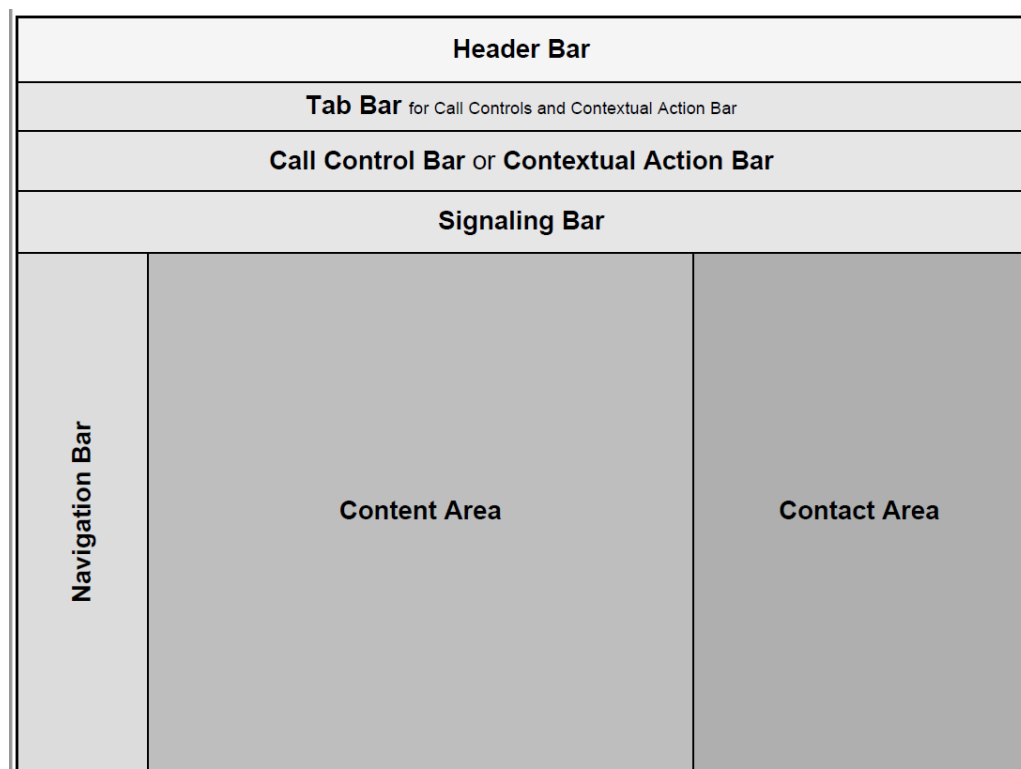 Header Bar
Tab Bar for Call Controls and Contextual Action Bar
Call Control Bar or Contextual Action Bar
Signaling Bar
Navigation Bar
Content Area
Contact Area